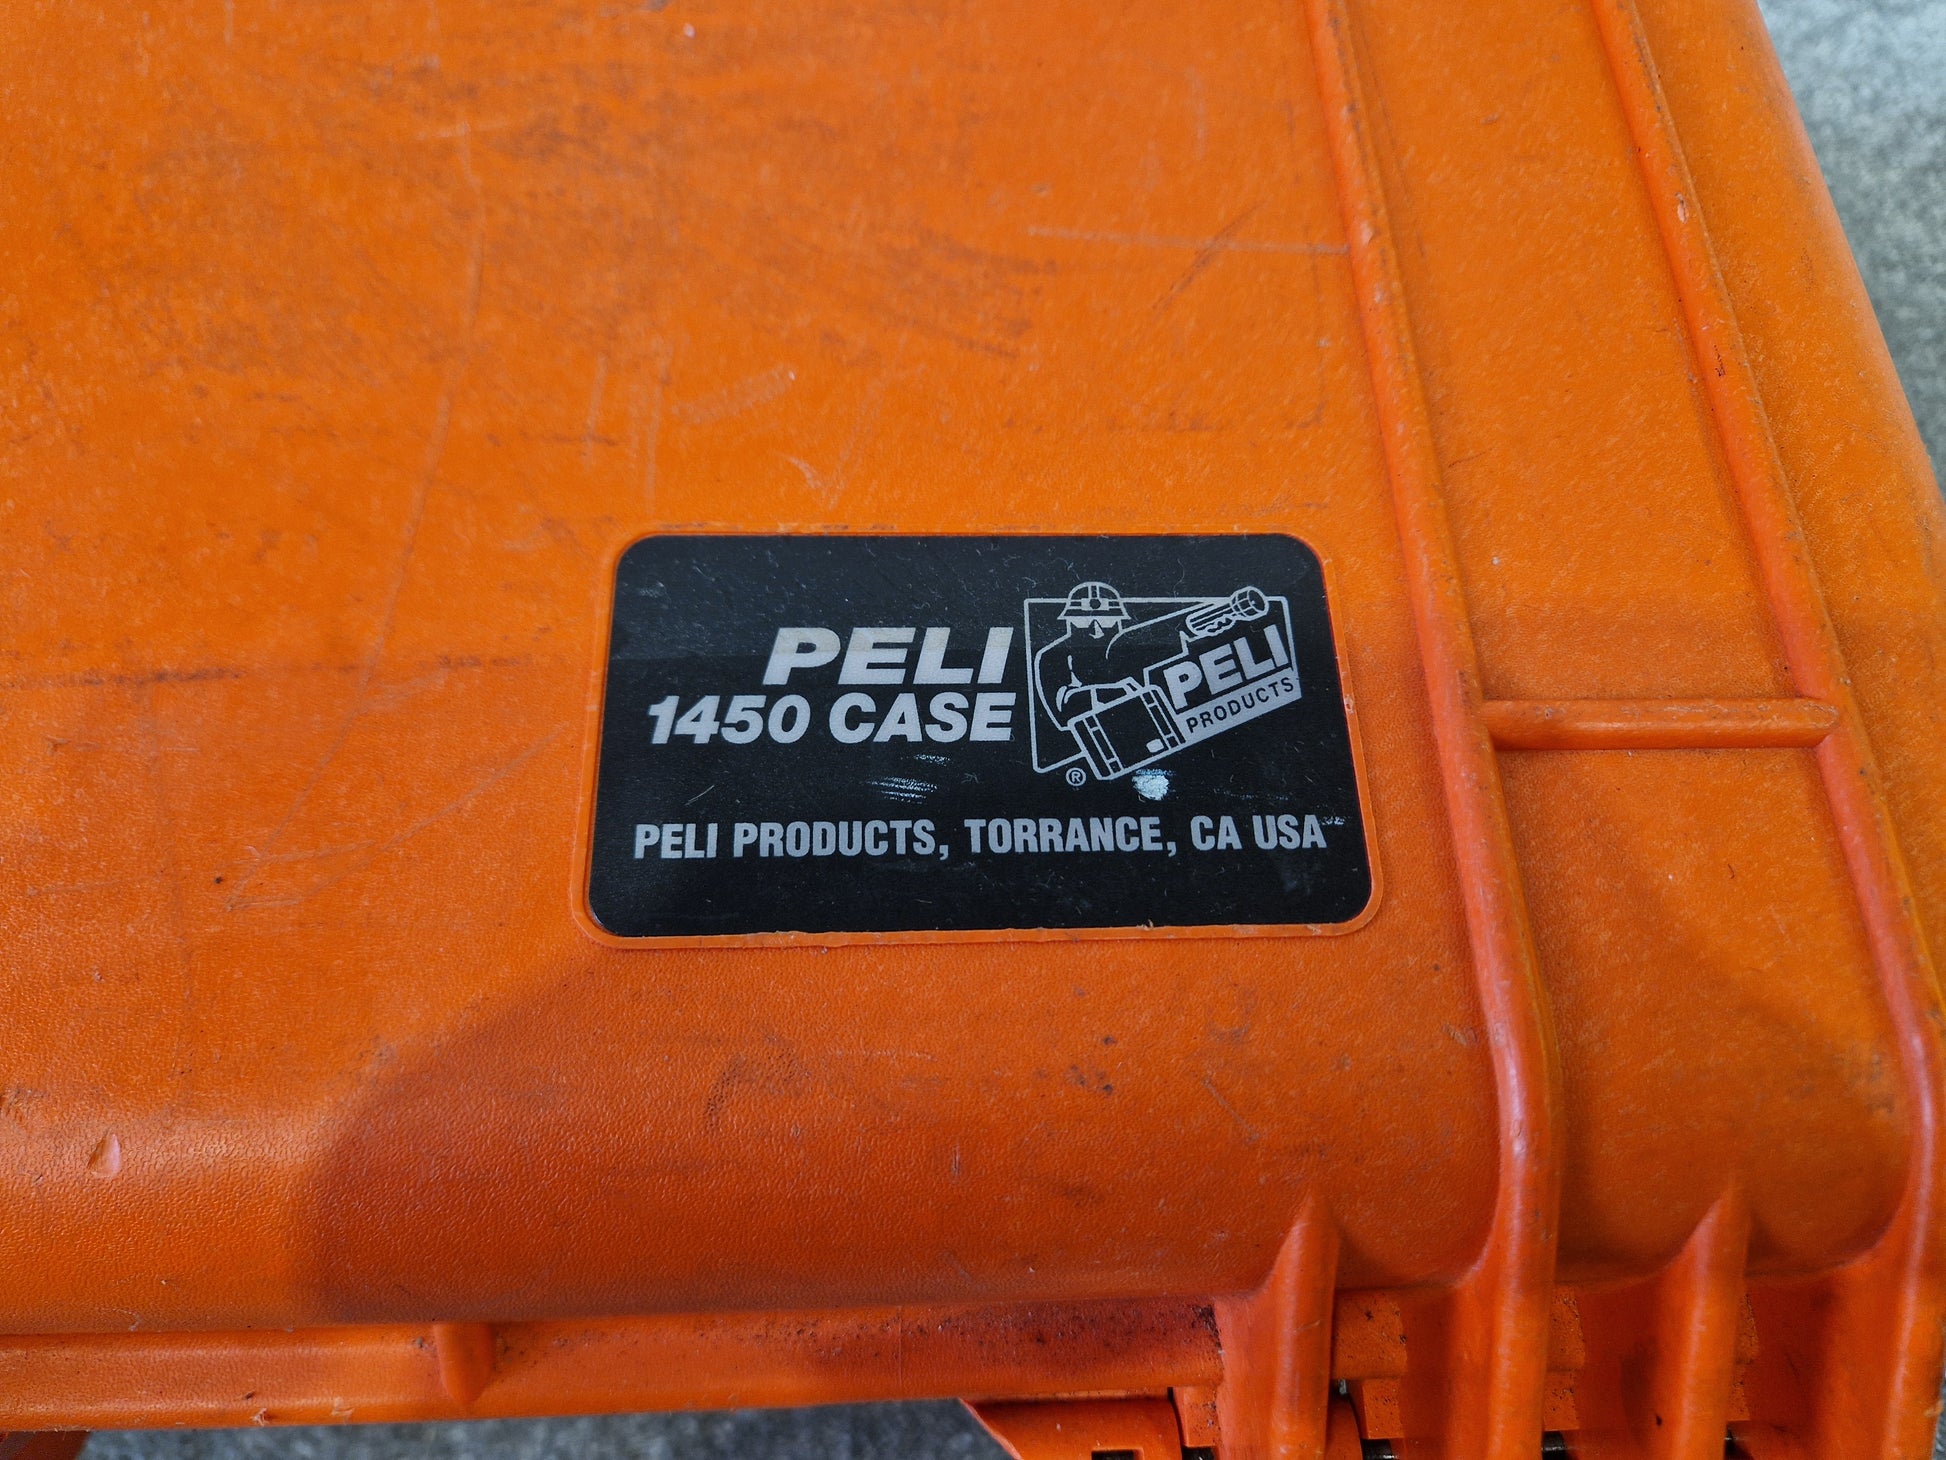 PELI
1450 CASE
PELI
PRODUCTS
®
PELI PRODUCTS, TORRANCE, CA USA